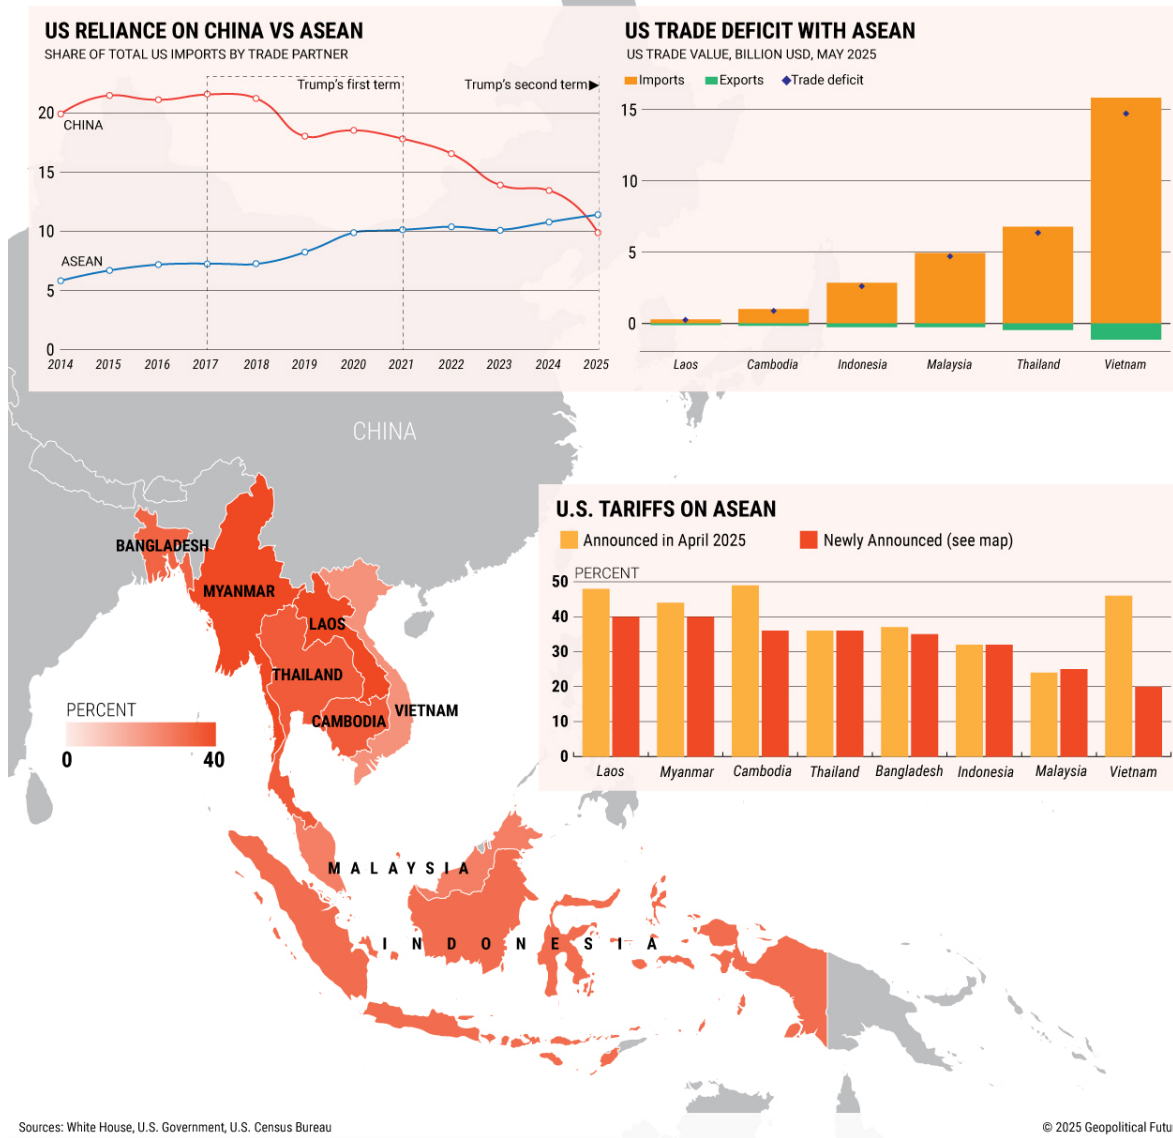 US RELIANCE ON CHINA VS ASEAN
SHARE OF TOTAL US IMPORTS BY TRADE PARTNER
Trump's first term
Trump's second term
20
CHINA
15
10
ASEAN
5
0
2014 2015 2016 2017 2018 2019 2020 2021 2022 2023 2024 2025
US TRADE DEFICIT WITH ASEAN
US TRADE VALUE, BILLION USD, MAY 2025
Imports Exports Trade deficit
15
10
5
0
Laos Cambodia Indonesia Malaysia Thailand Vietnam
CHINA
BANGLADESH
MYANMAR
LAOS
THAILAND
VIETNAM
CAMBODIA
PERCENT
0 40
MALAYSIA
INDONESIA
U.S. TARIFFS ON ASEAN
Announced in April 2025 Newly Announced (see map)
PERCENT
50
40
30
20
10
0
Laos Myanmar Cambodia Thailand Bangladesh Indonesia Malaysia Vietnam
Sources: White House, U.S. Government, U.S. Census Bureau
© 2025 Geopolitical Futu